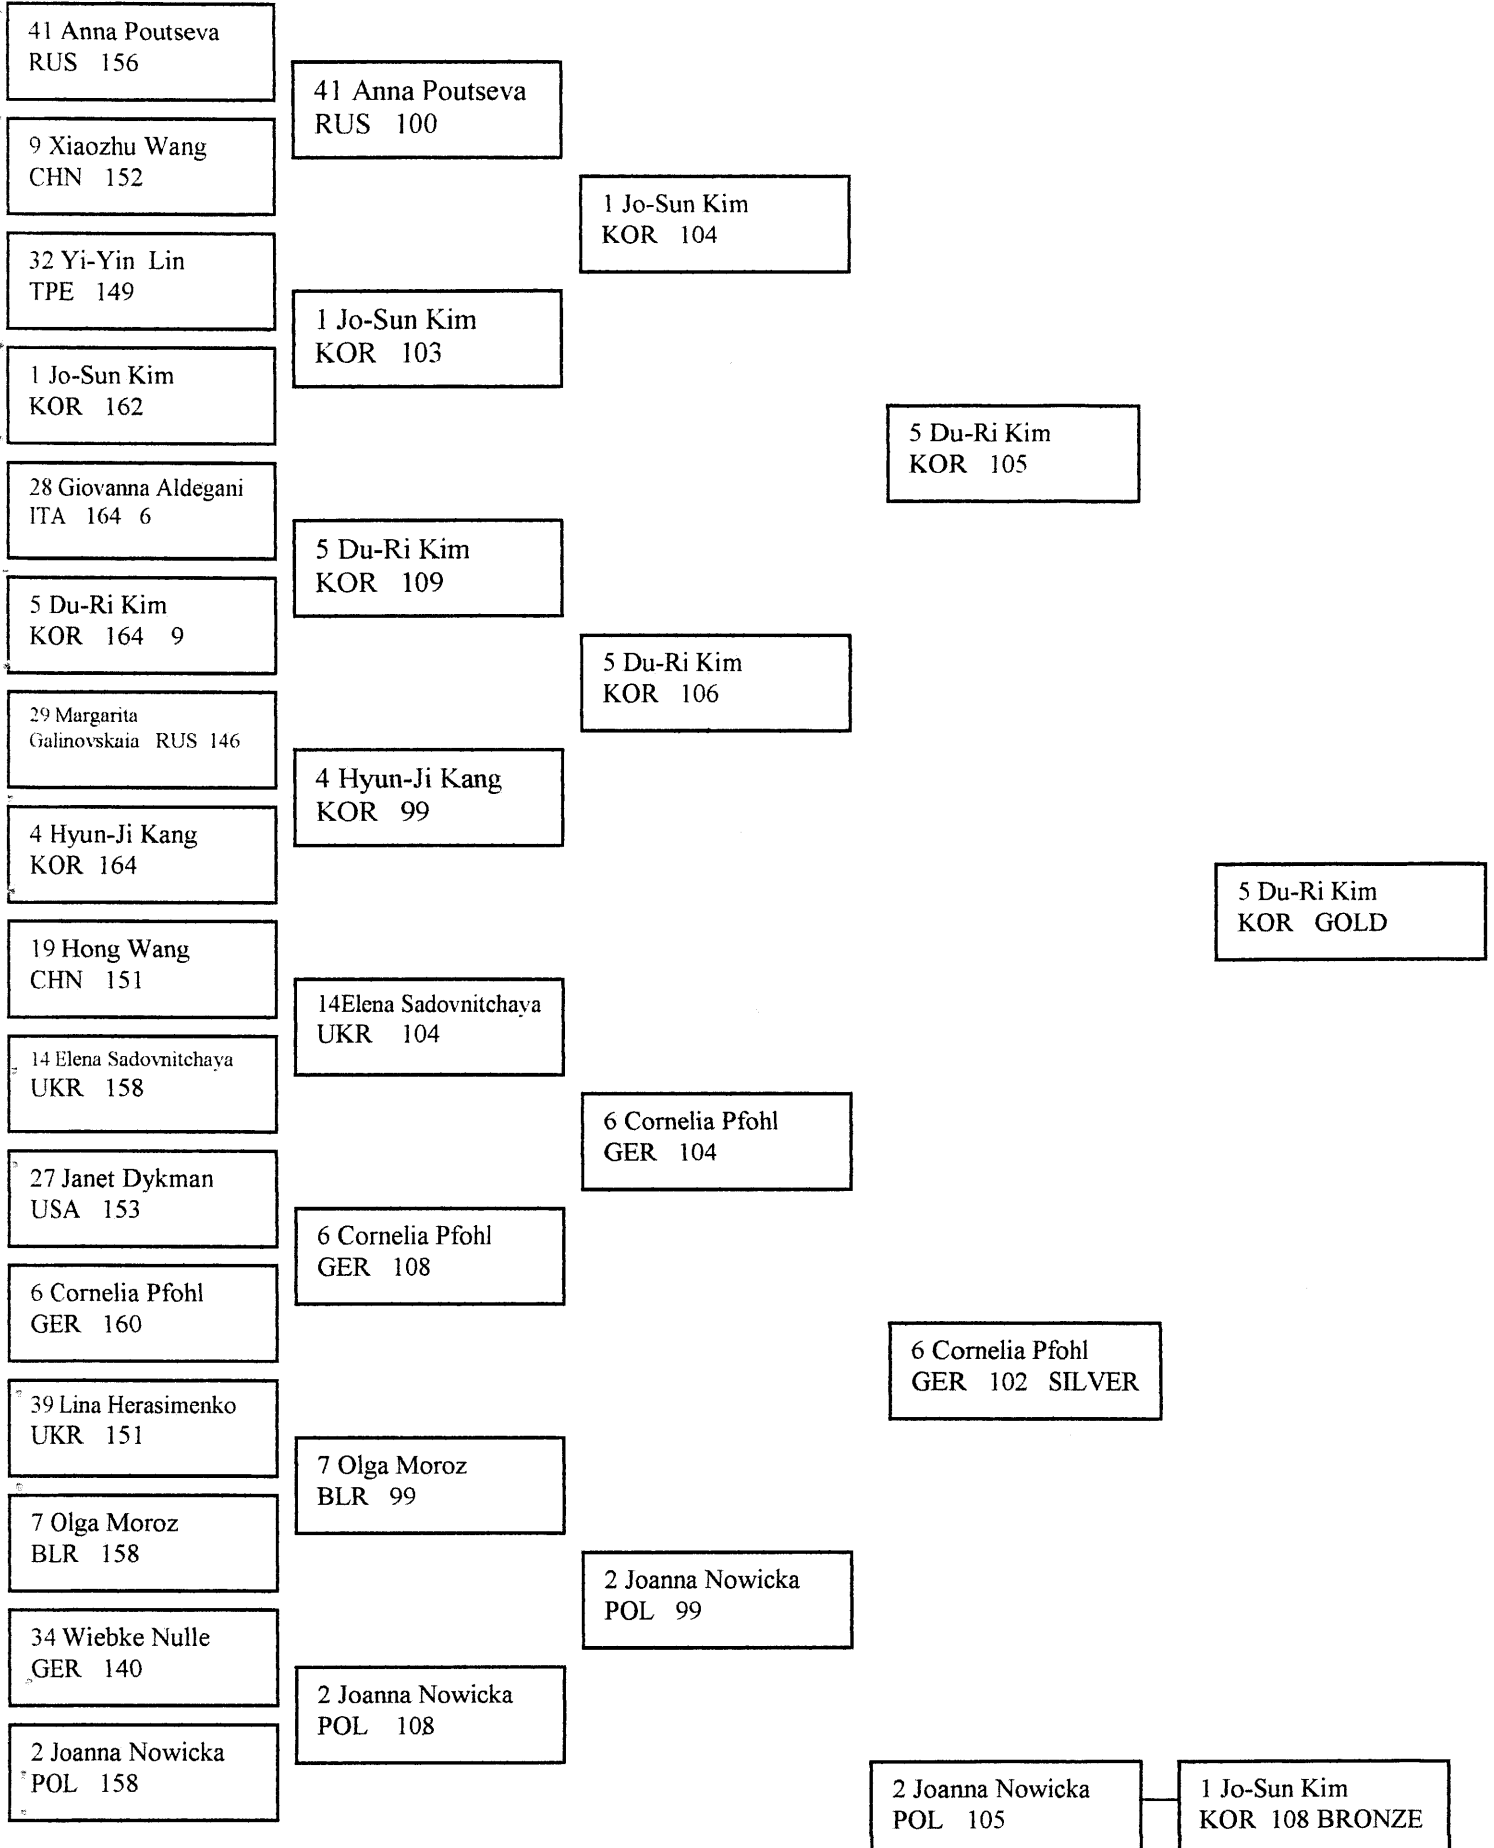 41 Anna Poutseva
RUS 156
9 Xiaozhu Wang
CHN 152
32 Yi-Yin Lin
TPE 149
1 Jo-Sun Kim
KOR 162
28 Giovanna Aldegani
ITA 164 6
5 Du-Ri Kim
KOR 164 9
29 Margarita
Galinovskaia RUS 146
4 Hyun-Ji Kang
KOR 164
19 Hong Wang
CHN 151
14 Elena Sadovnitchaya
UKR 158
27 Janet Dykman
USA 153
6 Cornelia Pfohl
GER 160
39 Lina Herasimenko
UKR 151
7 Olga Moroz
BLR 158
34 Wiebke Nulle
GER 140
2 Joanna Nowicka
POL 158
41 Anna Poutseva
RUS 100
1 Jo-Sun Kim
KOR 103
5 Du-Ri Kim
KOR 109
4 Hyun-Ji Kang
KOR 99
14Elena Sadovnitchaya
UKR 104
6 Cornelia Pfohl
GER 108
7 Olga Moroz
BLR 99
2 Joanna Nowicka
POL 108
1 Jo-Sun Kim
KOR 104
5 Du-Ri Kim
KOR 106
6 Cornelia Pfohl
GER 104
2 Joanna Nowicka
POL 99
5 Du-Ri Kim
KOR 105
6 Cornelia Pfohl
GER 102 SILVER
5 Du-Ri Kim
KOR GOLD
2 Joanna Nowicka
POL 105
1 Jo-Sun Kim
KOR 108 BRONZE